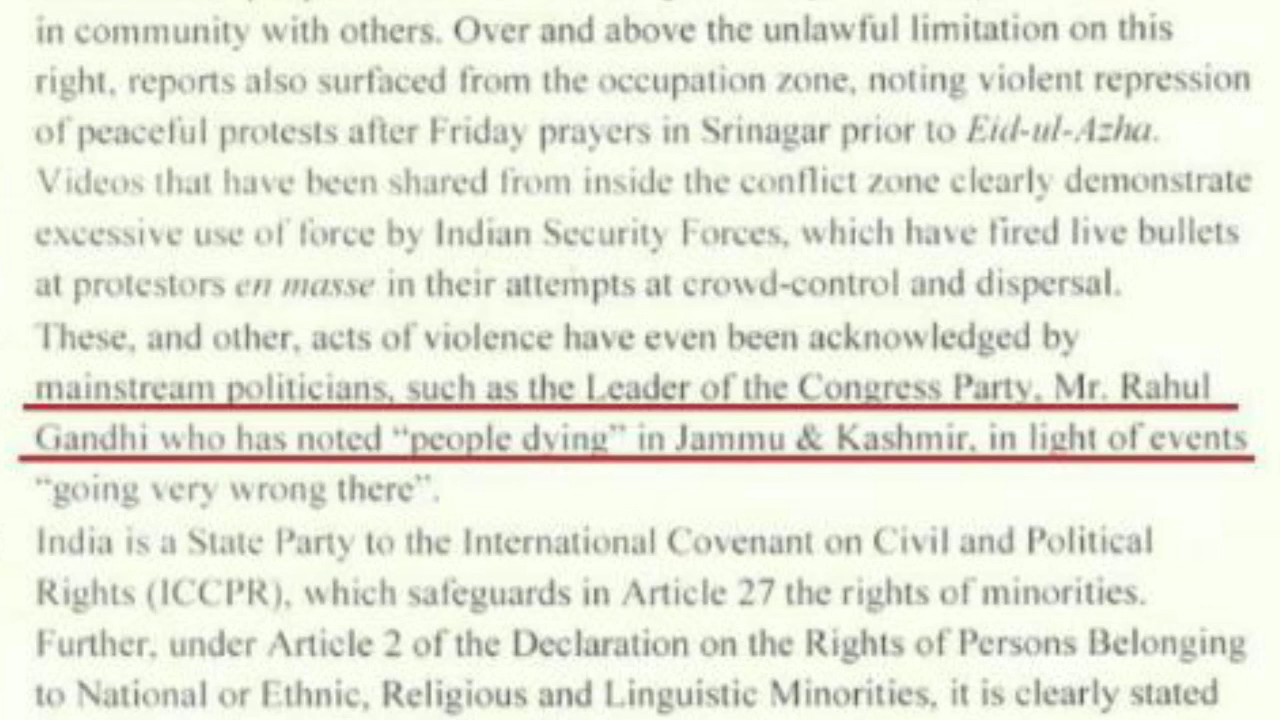 in community with others. Over and above the unlawful limitation on this
right, reports also surfaced from the occupation zone, noting violent repression
of peaceful protests after Friday prayers in Srinagar prior to Eid-ul-Azha.
Videos that have been shared from inside the conflict zone clearly demonstrate
excessive use of force by Indian Security Forces, which have fired live bullets
at protestors en masse in their attempts at crowd-control and dispersal.
These, and other, acts of violence have even been acknowledged by
mainstream politicians, such as the Leader of the Congress Party, Mr. Rahul
Gandhi who has noted “people dying” in Jammu & Kashmir, in light of events
“going very wrong there”.
India is a State Party to the International Covenant on Civil and Political
Rights (ICCPR), which safeguards in Article 27 the rights of minorities.
Further, under Article 2 of the Declaration on the Rights of Persons Belonging
to National or Ethnic, Religious and Linguistic Minorities, it is clearly stated